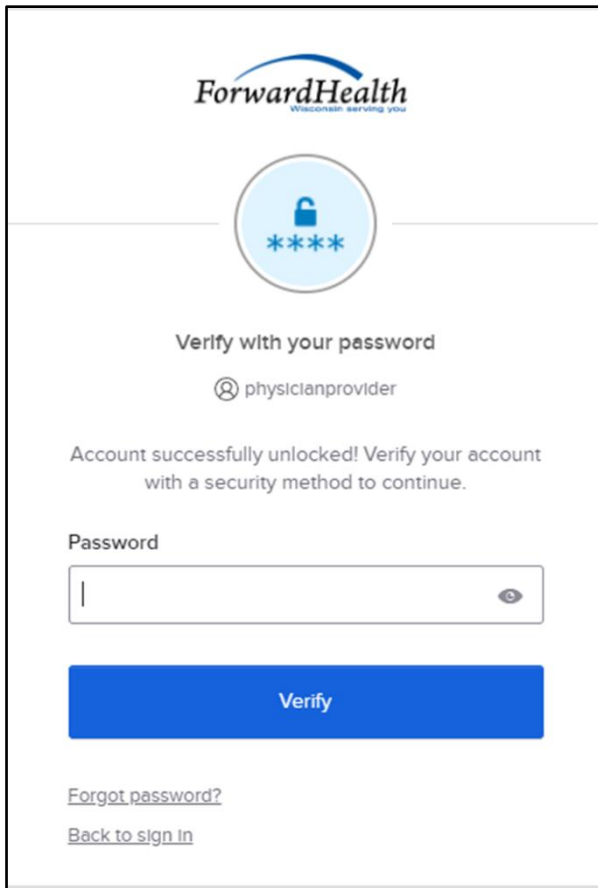 ForwardHealth
Wisconsin serving you
****
Verify with your password
physicianprovider
Account successfully unlocked! Verify your account
with a security method to continue.
Password
Verify
Forgot password?
Back to sign in